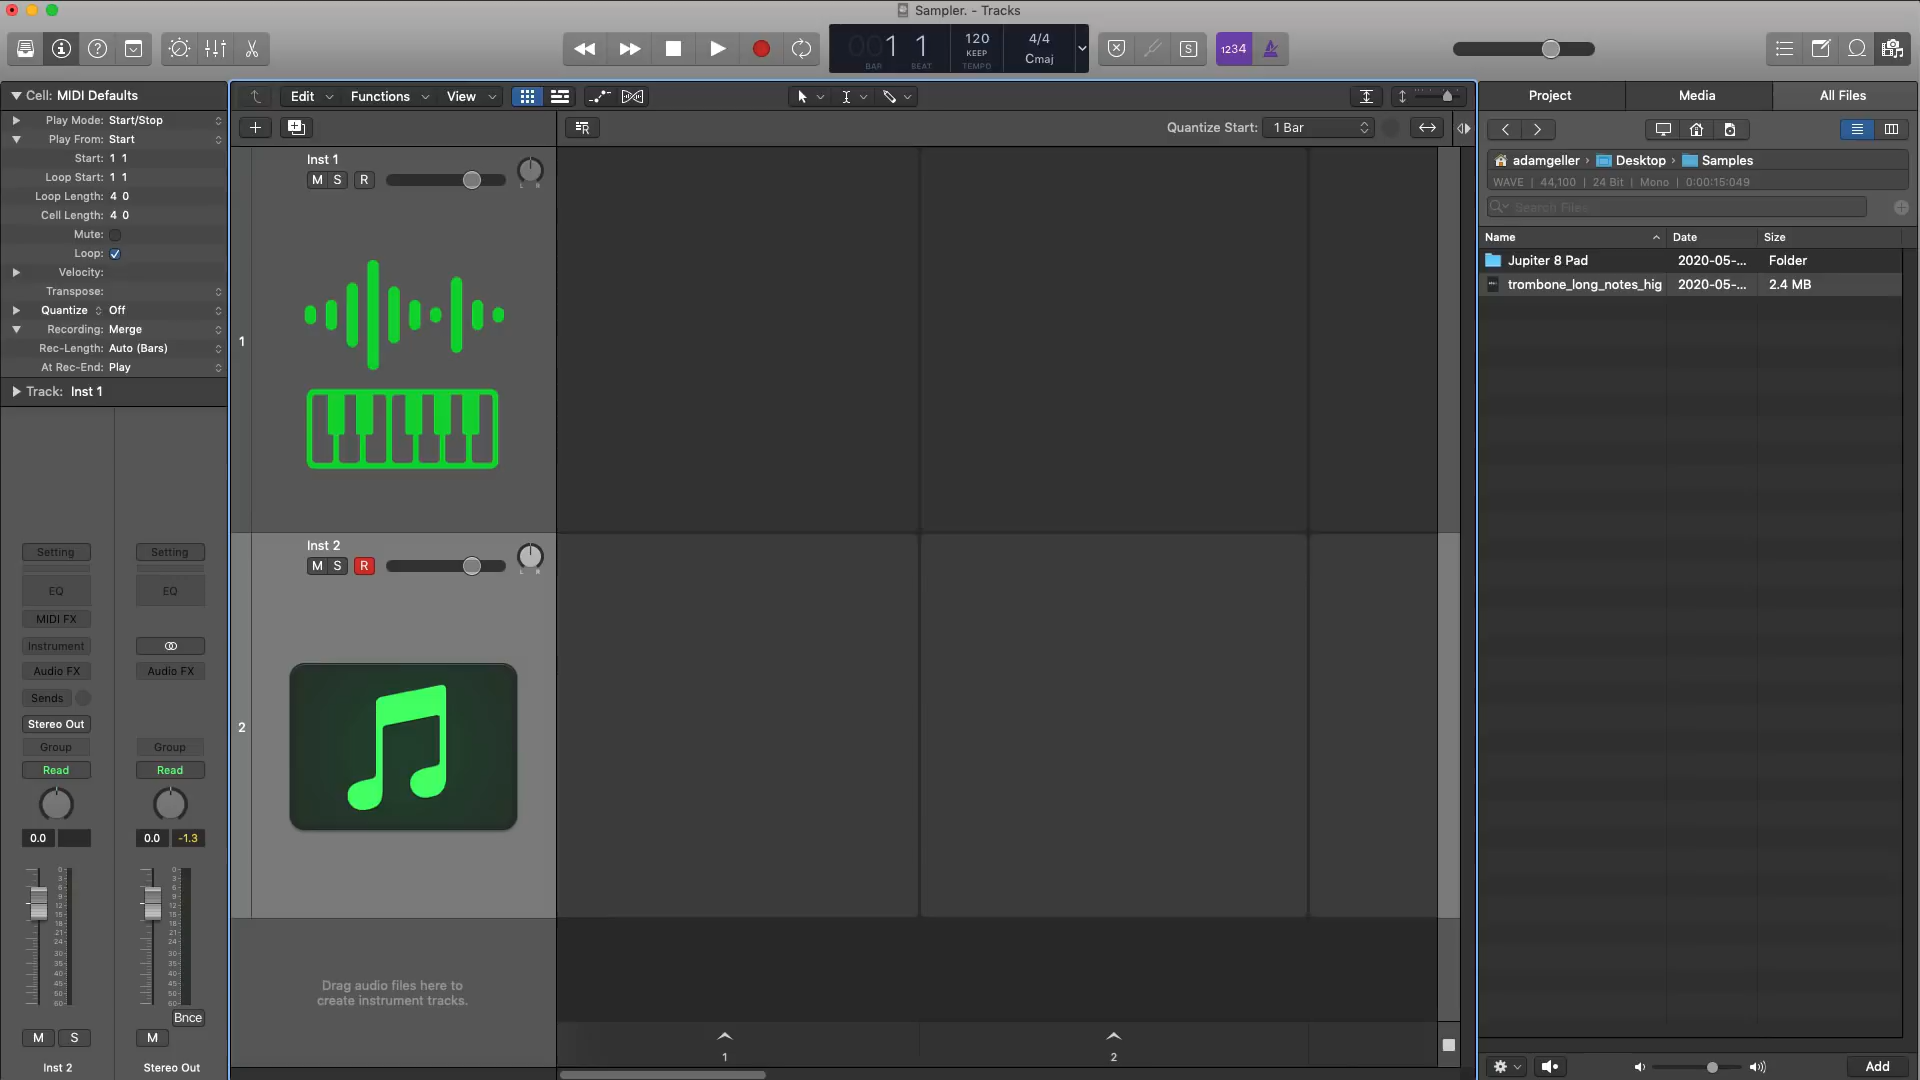 Sampler. - Tracks
001 1
BAR BEAT
120
KEEP
TEMPO
4/4
Cmaj
S
1234
Cell: MIDI Defaults
Play Mode: Start/Stop
Play From: Start
Start: 1 1
Loop Start: 1 1
Loop Length: 4 0
Cell Length: 4 0
Mute:
Loop:
Velocity:
Transpose:
Quantize Off
Recording: Merge
Rec-Length: Auto (Bars)
At Rec-End: Play
Track: Inst 1
Setting
EQ
MIDI FX
Instrument
Audio FX
Sends
Stereo Out
Group
Read
0.0
M S
Inst 2
Setting
EQ
Audio FX
Group
Read
0.0 -1.3
Bnce
M
Stereo Out
Edit Functions View
Quantize Start: 1 Bar
1
Inst 1
M S R
L R
2
Inst 2
M S R
L R
Drag audio files here to
create instrument tracks.
1
2
Project Media All Files
adamgeller › Desktop › Samples
WAVE | 44,100 | 24 Bit | Mono | 0:00:15:049
Search Files
Name Date Size
Jupiter 8 Pad 2020-05-... Folder
trombone_long_notes_hig 2020-05-... 2.4 MB
Add